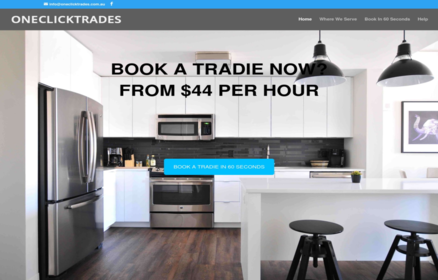 info@oneclicktrades.com.au
ONECLICKTRADES
Home Where We Serve Book In 60 Seconds Help
BOOK A TRADIE NOW?
FROM $44 PER HOUR
BOOK A TRADIE IN 60 SECONDS